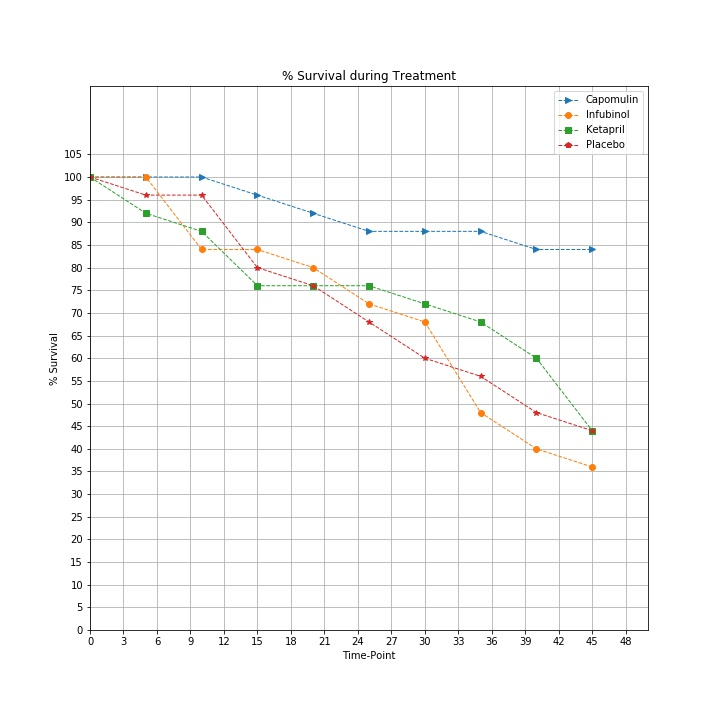 % Survival during Treatment
Capomulin
Infubinol
Ketapril
Placebo
% Survival
105
100
95
90
85
80
75
70
65
60
55
50
45
40
35
30
25
20
15
10
5
0
0 3 6 9 12 15 18 21 24 27 30 33 36 39 42 45 48
Time-Point